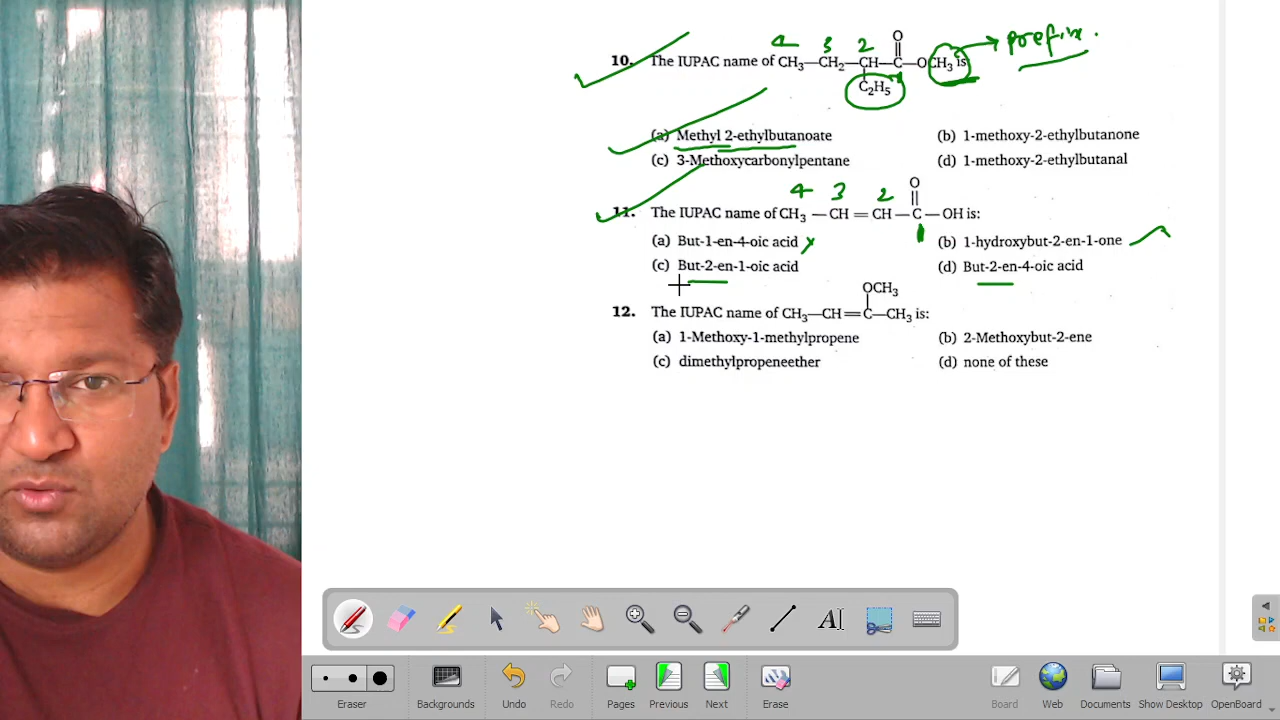 4 3 2 O → prefix.
10. The IUPAC name of CH₃—CH₂—CH—C—OCH₃ is
C₂H₅ 1
(a) Methyl 2-ethylbutanoate (b) 1-methoxy-2-ethylbutanone
(c) 3-Methoxycarbonylpentane (d) 1-methoxy-2-ethylbutanal
4 3 2 O
11. The IUPAC name of CH₃ — CH = CH — C — OH is:
1
(a) But-1-en-4-oic acid x (b) 1-hydroxybut-2-en-1-one
(c) But-2-en-1-oic acid (d) But-2-en-4-oic acid
OCH₃
12. The IUPAC name of CH₃—CH=C—CH₃ is:
(a) 1-Methoxy-1-methylpropene (b) 2-Methoxybut-2-ene
(c) dimethylpropeneether (d) none of these
Eraser Backgrounds Undo Redo Pages Previous Next Erase Board Web Documents Show Desktop OpenBoard